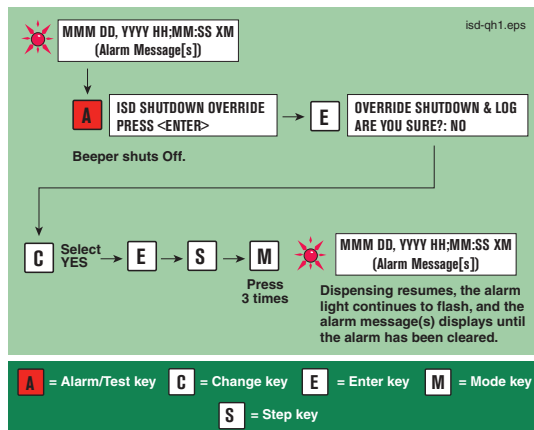 isd-qh1.eps
MMM DD, YYYY HH;MM:SS XM
(Alarm Message[s])
A
ISD SHUTDOWN OVERRIDE
PRESS <ENTER>
E
OVERRIDE SHUTDOWN & LOG
ARE YOU SURE?: NO
Beeper shuts Off.
C
Select
YES
E
S
M
Press
3 times
MMM DD, YYYY HH;MM:SS XM
(Alarm Message[s])
Dispensing resumes, the alarm
light continues to flash, and the
alarm message(s) displays until
the alarm has been cleared.
A = Alarm/Test key C = Change key E = Enter key M = Mode key
S = Step key